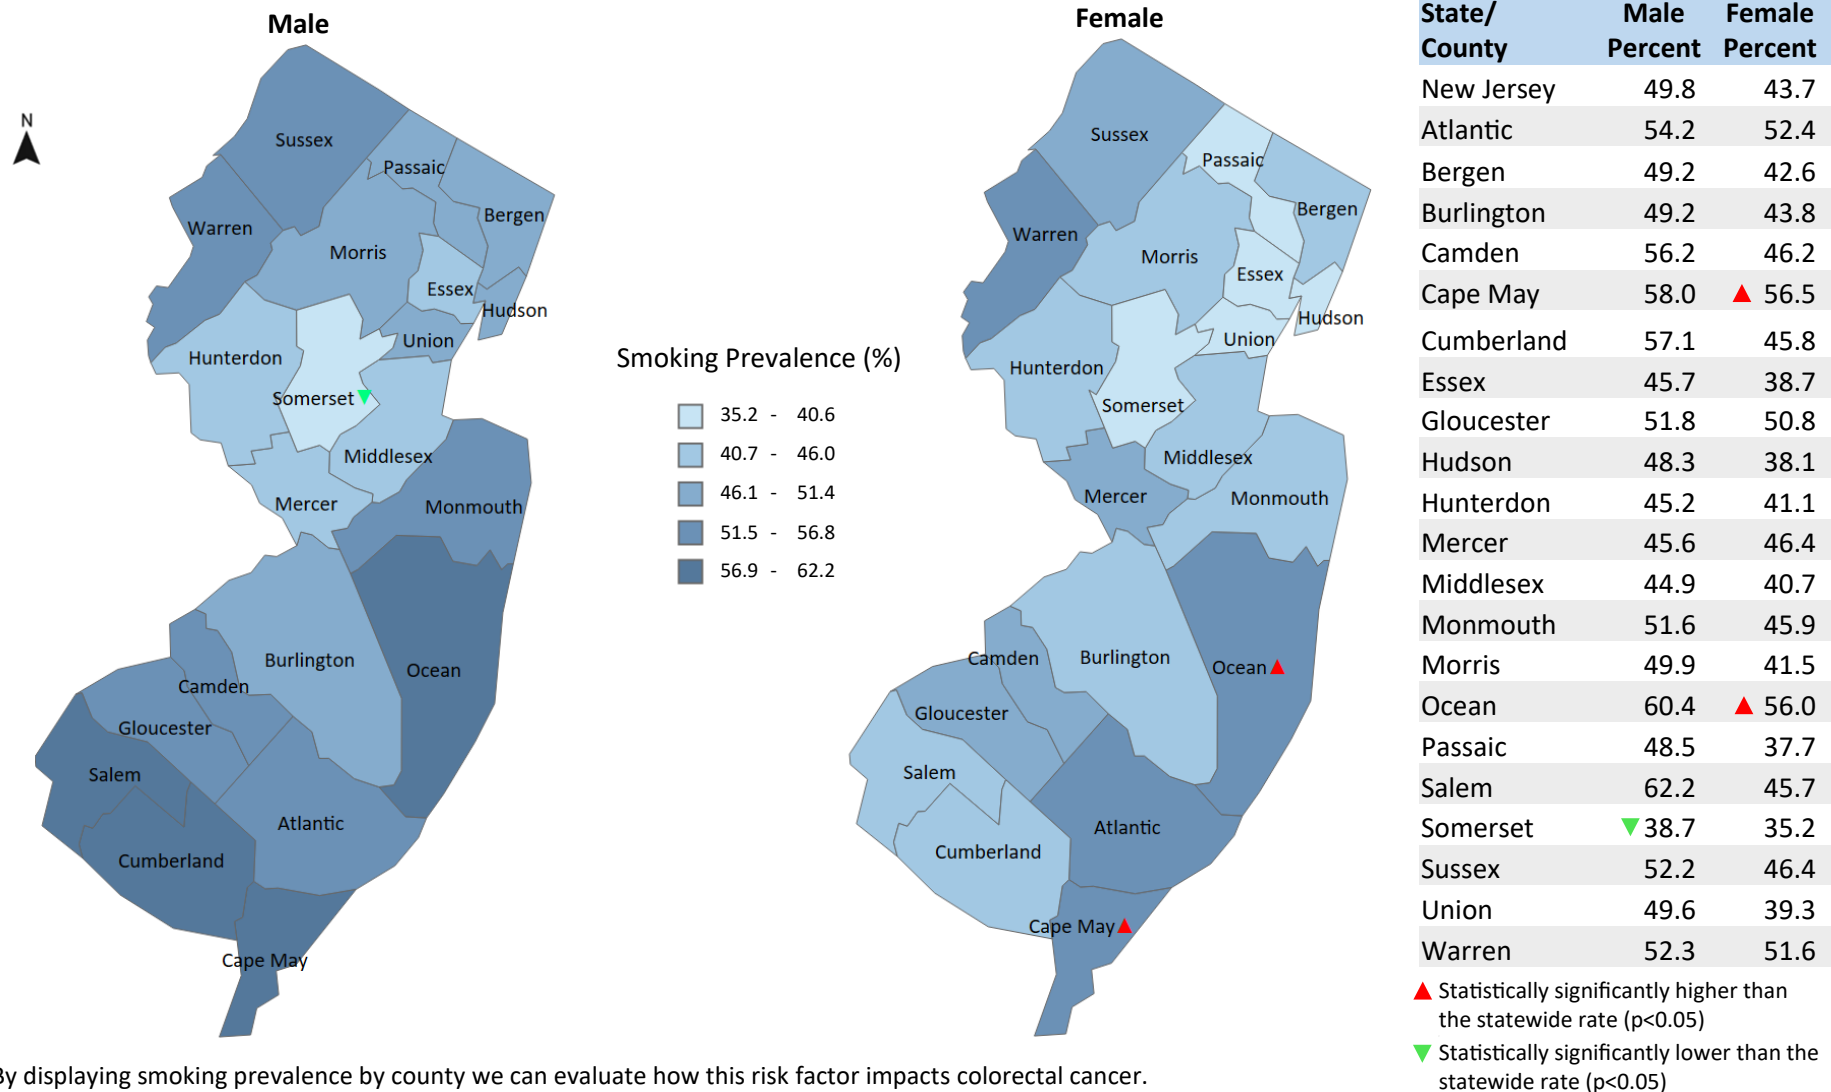 Male
N
Sussex
Passaic
Bergen
Warren
Morris
Essex
Hudson
Union
Hunterdon
Somerset
Middlesex
Mercer
Monmouth
Burlington
Ocean
Camden
Gloucester
Salem
Atlantic
Cumberland
Cape May
Smoking Prevalence (%)
35.2 - 40.6
40.7 - 46.0
46.1 - 51.4
51.5 - 56.8
56.9 - 62.2
Female
Sussex
Passaic
Bergen
Warren
Morris
Essex
Hudson
Union
Hunterdon
Somerset
Middlesex
Mercer
Monmouth
Burlington
Camden
Ocean
Gloucester
Salem
Atlantic
Cumberland
Cape May
State/ Male Female
County Percent Percent
New Jersey 49.8 43.7
Atlantic 54.2 52.4
Bergen 49.2 42.6
Burlington 49.2 43.8
Camden 56.2 46.2
Cape May 58.0 ▲ 56.5
Cumberland 57.1 45.8
Essex 45.7 38.7
Gloucester 51.8 50.8
Hudson 48.3 38.1
Hunterdon 45.2 41.1
Mercer 45.6 46.4
Middlesex 44.9 40.7
Monmouth 51.6 45.9
Morris 49.9 41.5
Ocean 60.4 ▲ 56.0
Passaic 48.5 37.7
Salem 62.2 45.7
Somerset ▼ 38.7 35.2
Sussex 52.2 46.4
Union 49.6 39.3
Warren 52.3 51.6
▲ Statistically significantly higher than
the statewide rate (p<0.05)
▼ Statistically significantly lower than the
statewide rate (p<0.05)
By displaying smoking prevalence by county we can evaluate how this risk factor impacts colorectal cancer.